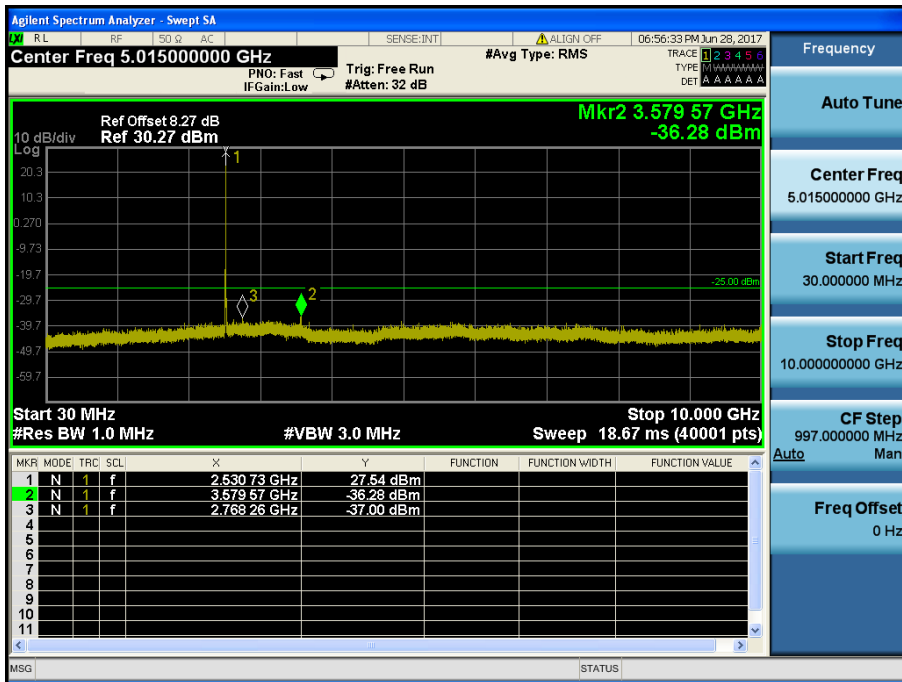 Agilent Spectrum Analyzer - Swept SA
LXI RL RF 50 Ω AC SENSE:INT ALIGN OFF 06:56:33 PM Jun 28, 2017
Center Freq 5.015000000 GHz
PNO: Fast
IFGain:Low
Trig: Free Run
#Atten: 32 dB
#Avg Type: RMS
TRACE 1 2 3 4 5 6
TYPE M WWWWW
DET A A A A A A
Mkr2 3.579 57 GHz
-36.28 dBm
Ref Offset 8.27 dB
10 dB/div Ref 30.27 dBm
Log
1
20.3
10.3
0.270
-9.73
-19.7
-25.00 dBm
3 2
-29.7
-39.7
-49.7
-59.7
Start 30 MHz Stop 10.000 GHz
#Res BW 1.0 MHz #VBW 3.0 MHz Sweep 18.67 ms (40001 pts)
MKR MODE TRC SCL X Y FUNCTION FUNCTION WIDTH FUNCTION VALUE
1 N 1 f 2.530 73 GHz 27.54 dBm
2 N 1 f 3.579 57 GHz -36.28 dBm
3 N 1 f 2.768 26 GHz -37.00 dBm
4
5
6
7
8
9
10
11
MSG STATUS
Frequency
Auto Tune
Center Freq
5.015000000 GHz
Start Freq
30.000000 MHz
Stop Freq
10.000000000 GHz
CF Step
997.000000 MHz
Auto Man
Freq Offset
0 Hz